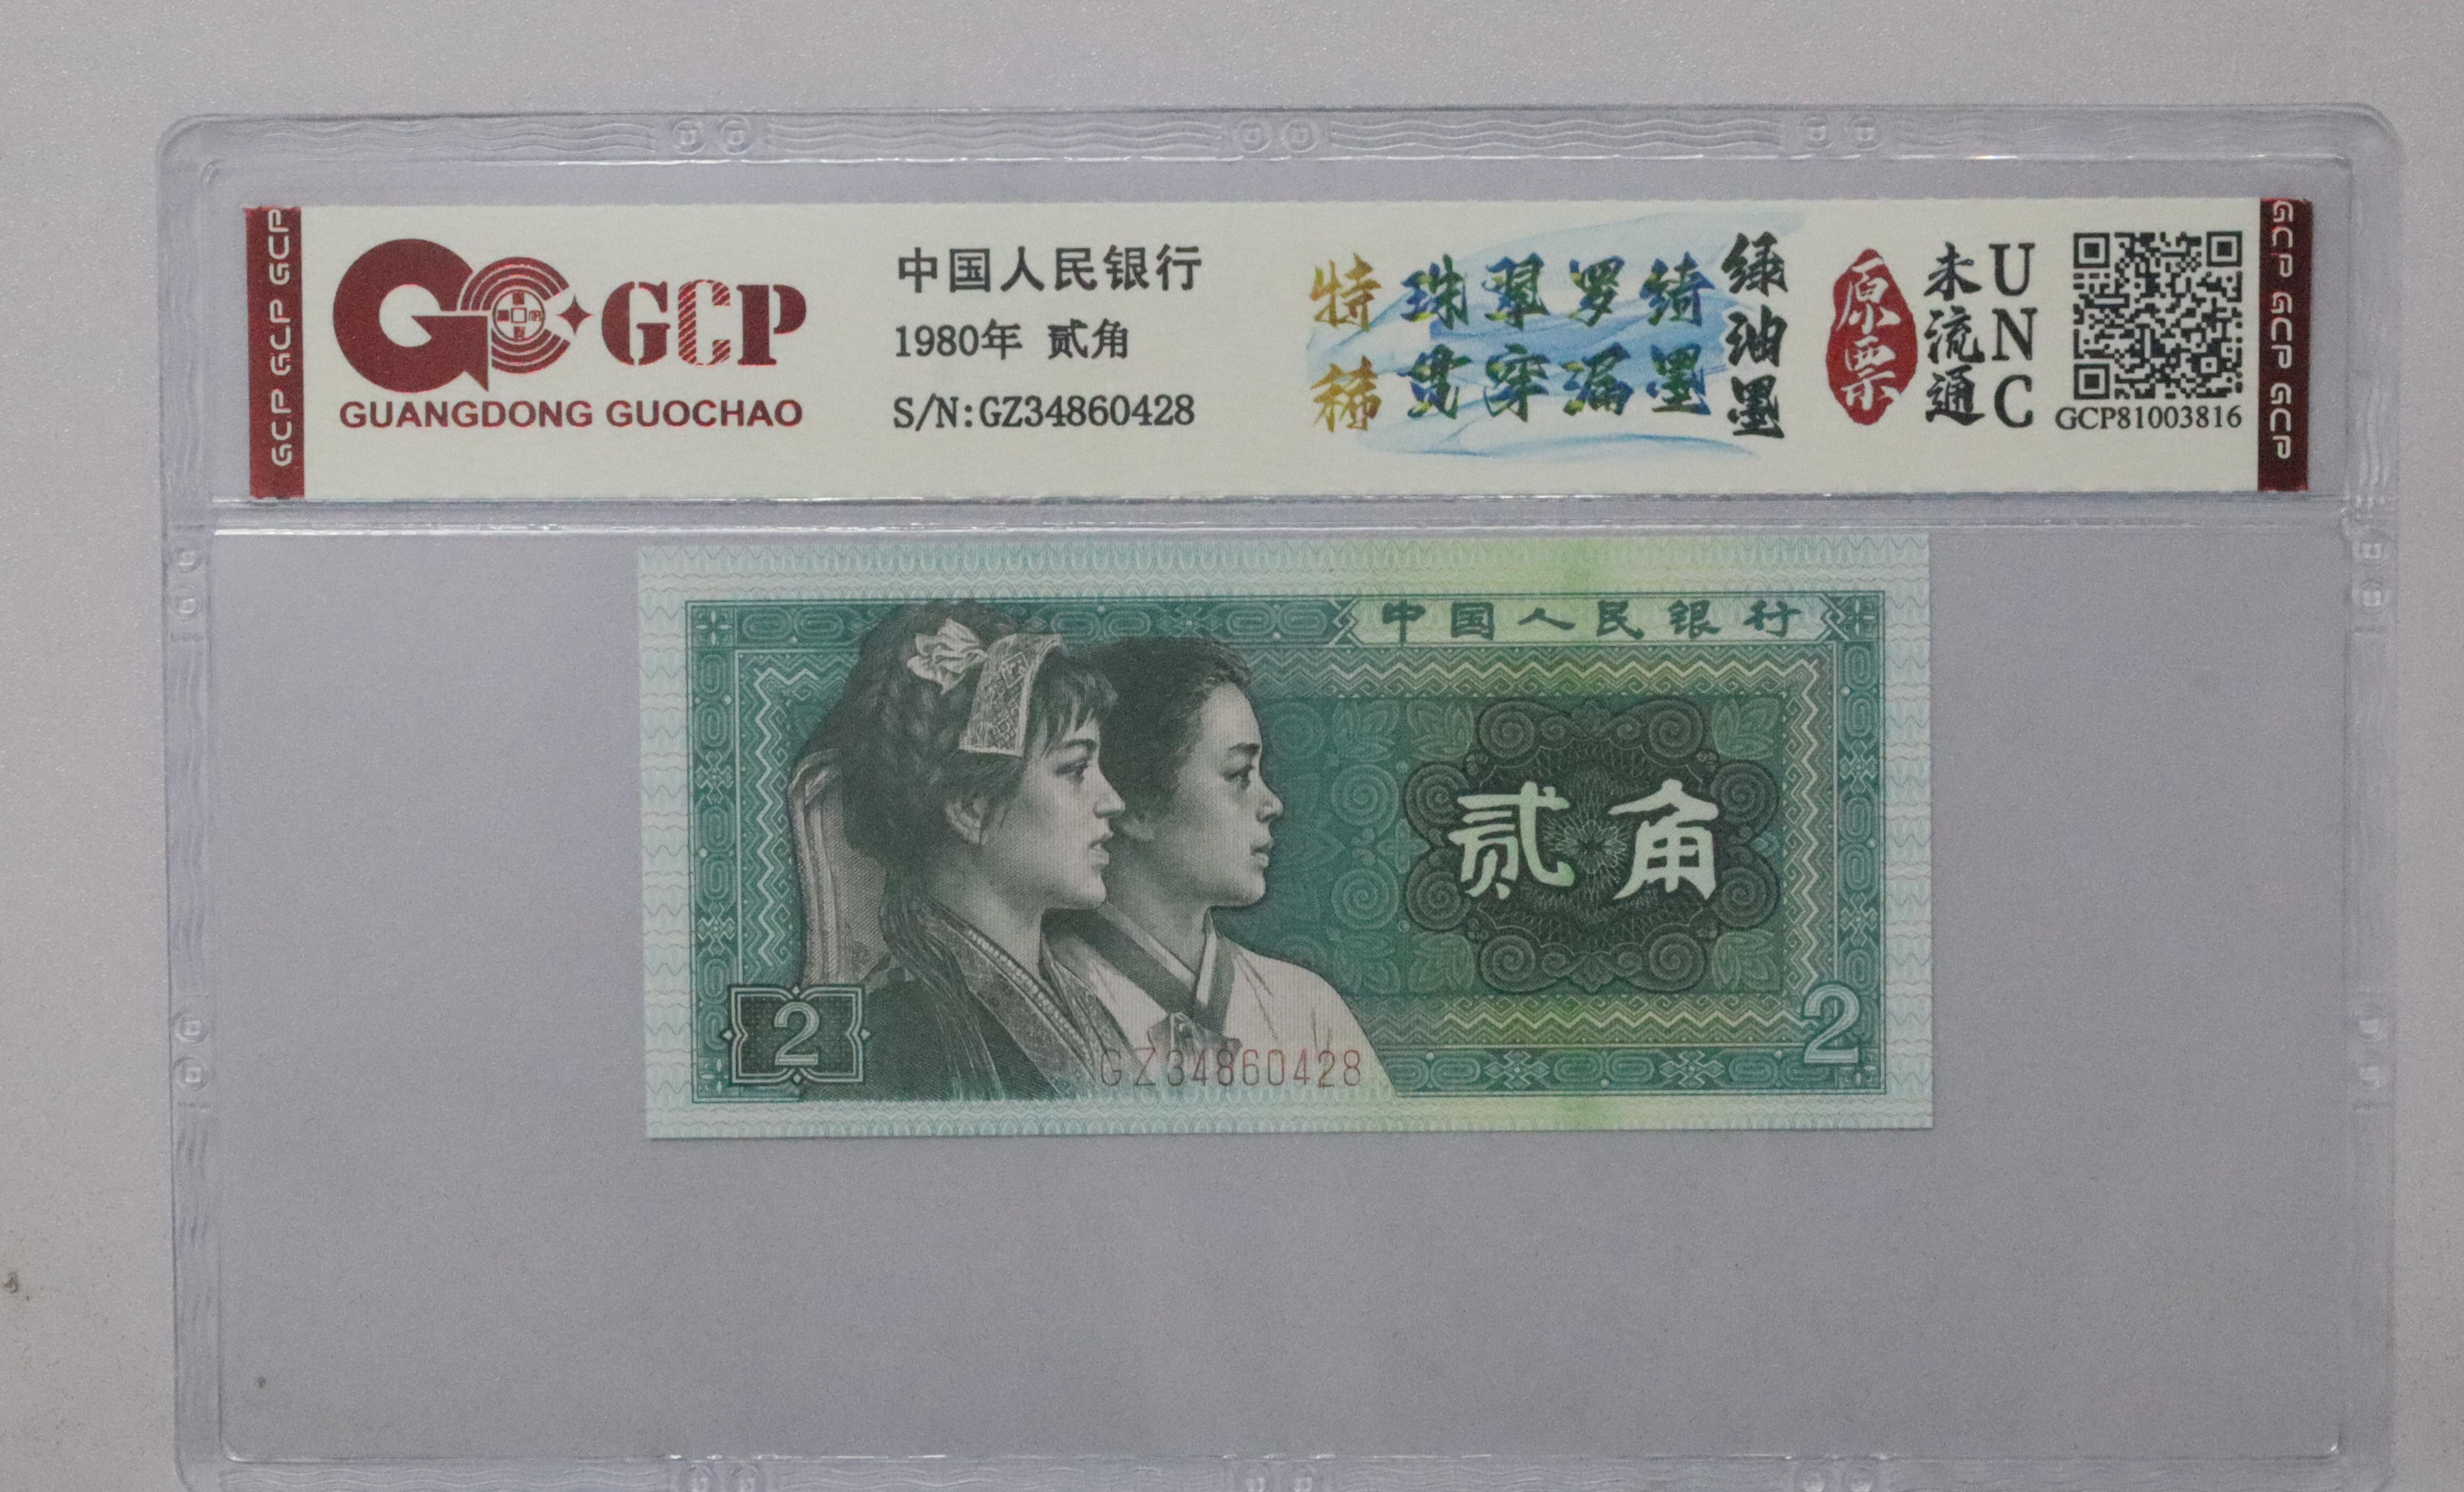 GCP GCP GCP
GCP
GUANGDONG GUOCHAO
中国人民银行
1980年 贰角
S/N:GZ34860428
特稀
珠翠罗绮
贯穿漏墨
绿油墨
原票
未流通
UNC
GCP81003816
GCP GCP GCP
中国人民银行
贰角
2
2
GZ34860428